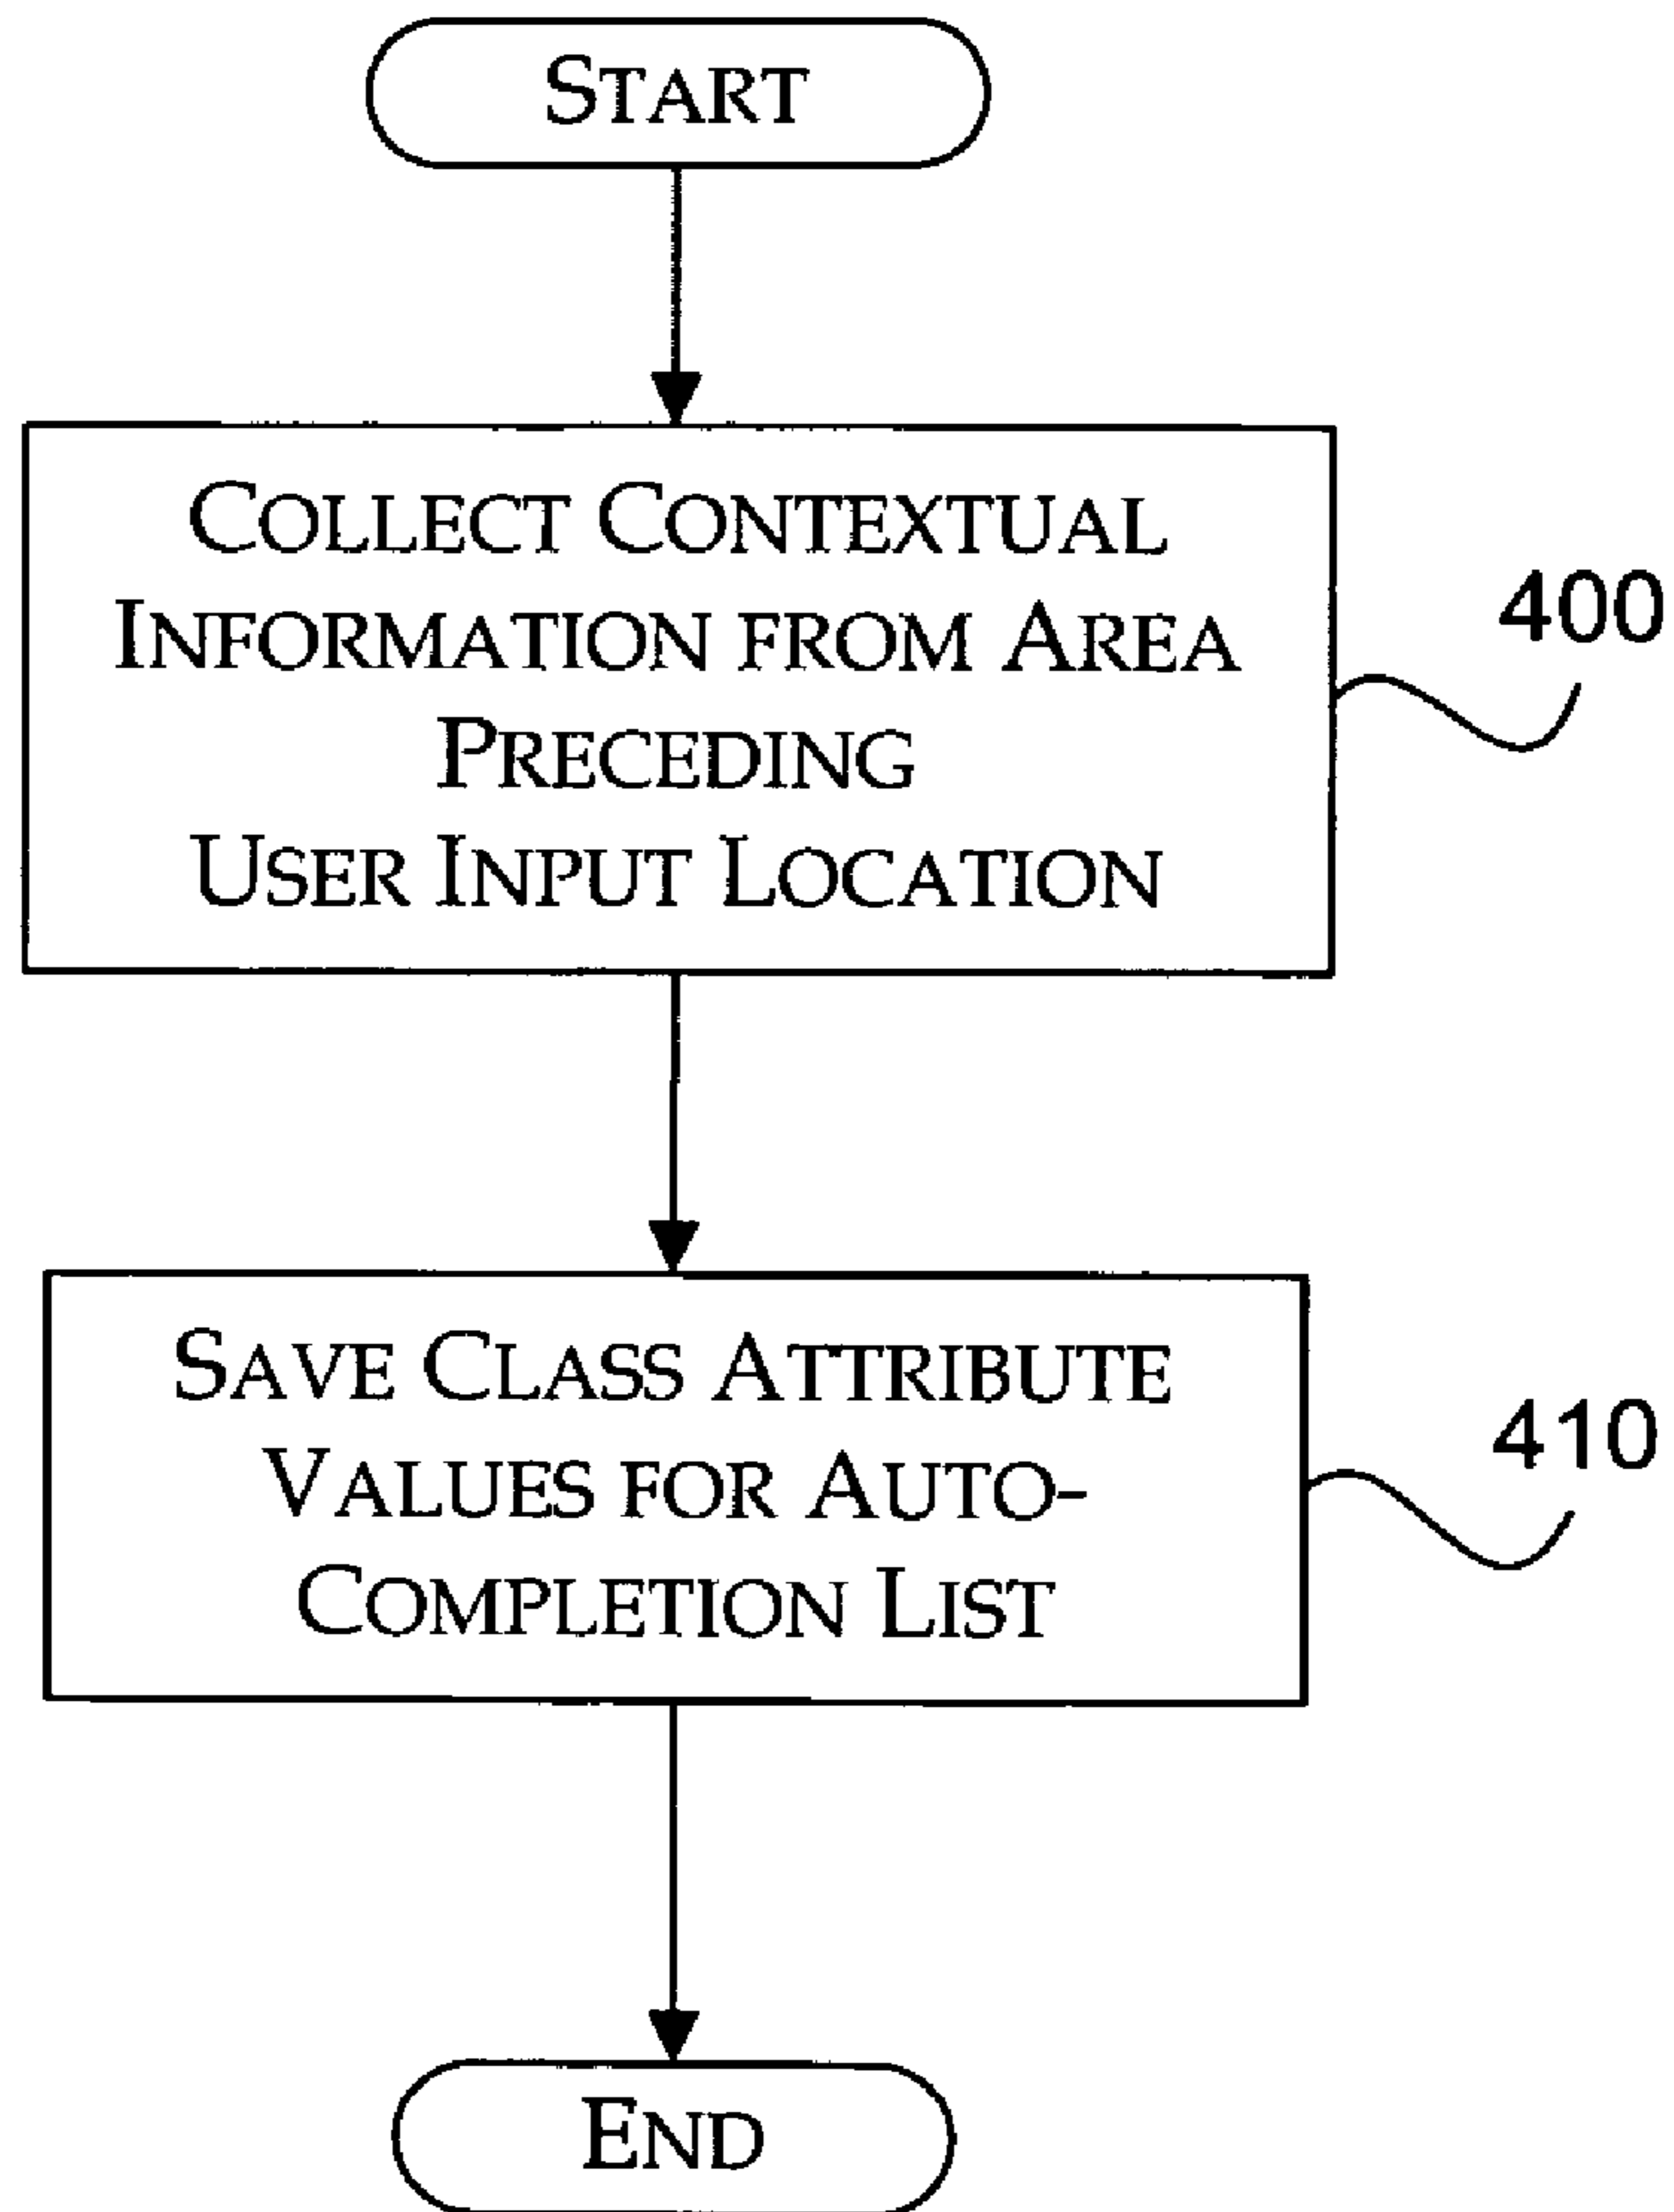 START
COLLECT CONTEXTUAL
INFORMATION FROM AREA
PRECEDING
USER INPUT LOCATION
400
SAVE CLASS ATTRIBUTE
VALUES FOR AUTO-
COMPLETION LIST
410
END